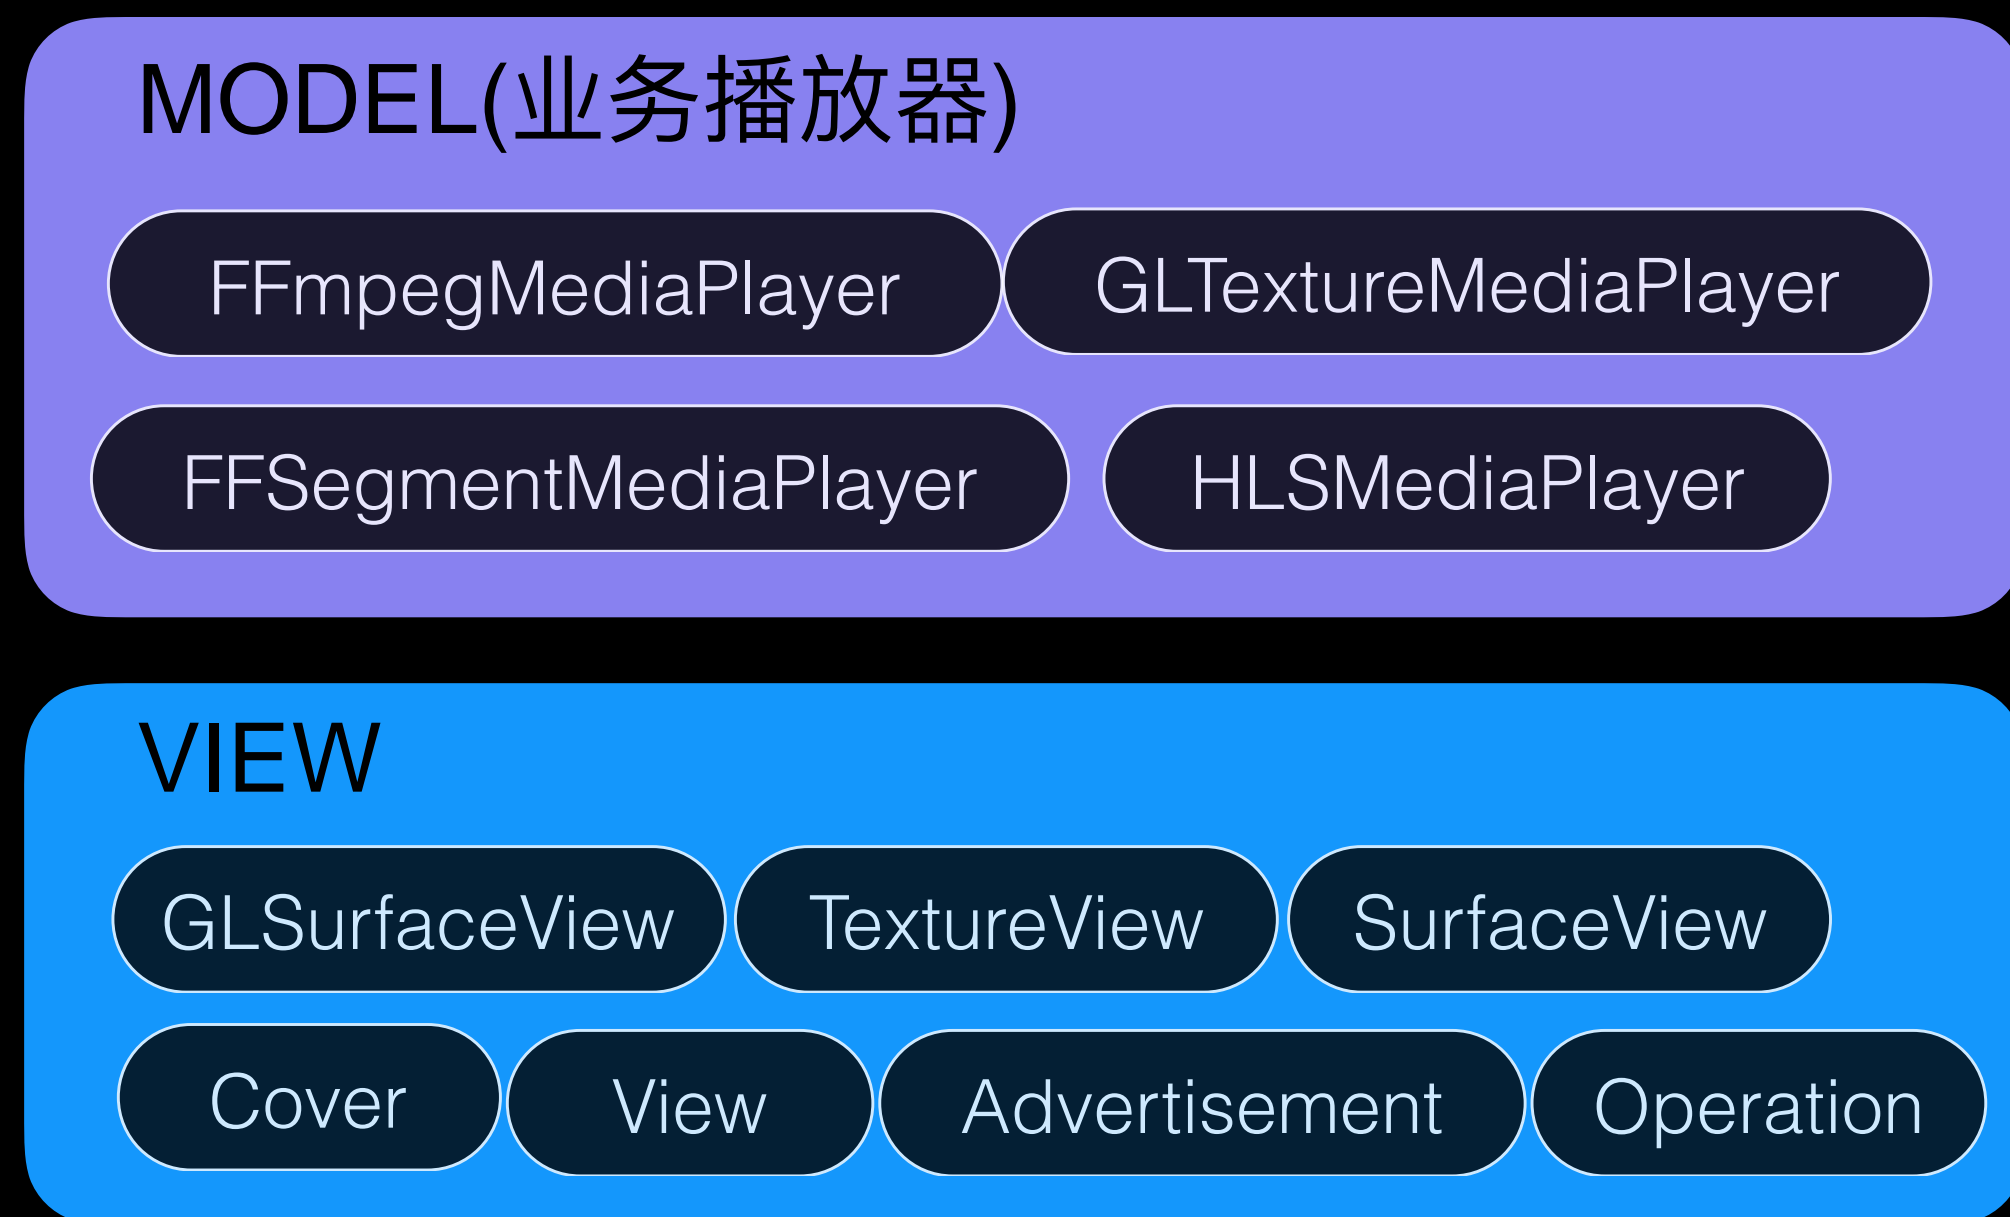 MODEL(业务播放器)
FFmpegMediaPlayer GLTextureMediaPlayer
FFSegmentMediaPlayer HLSMediaPlayer
VIEW
GLSurfaceView TextureView SurfaceView
Cover View Advertisement Operation